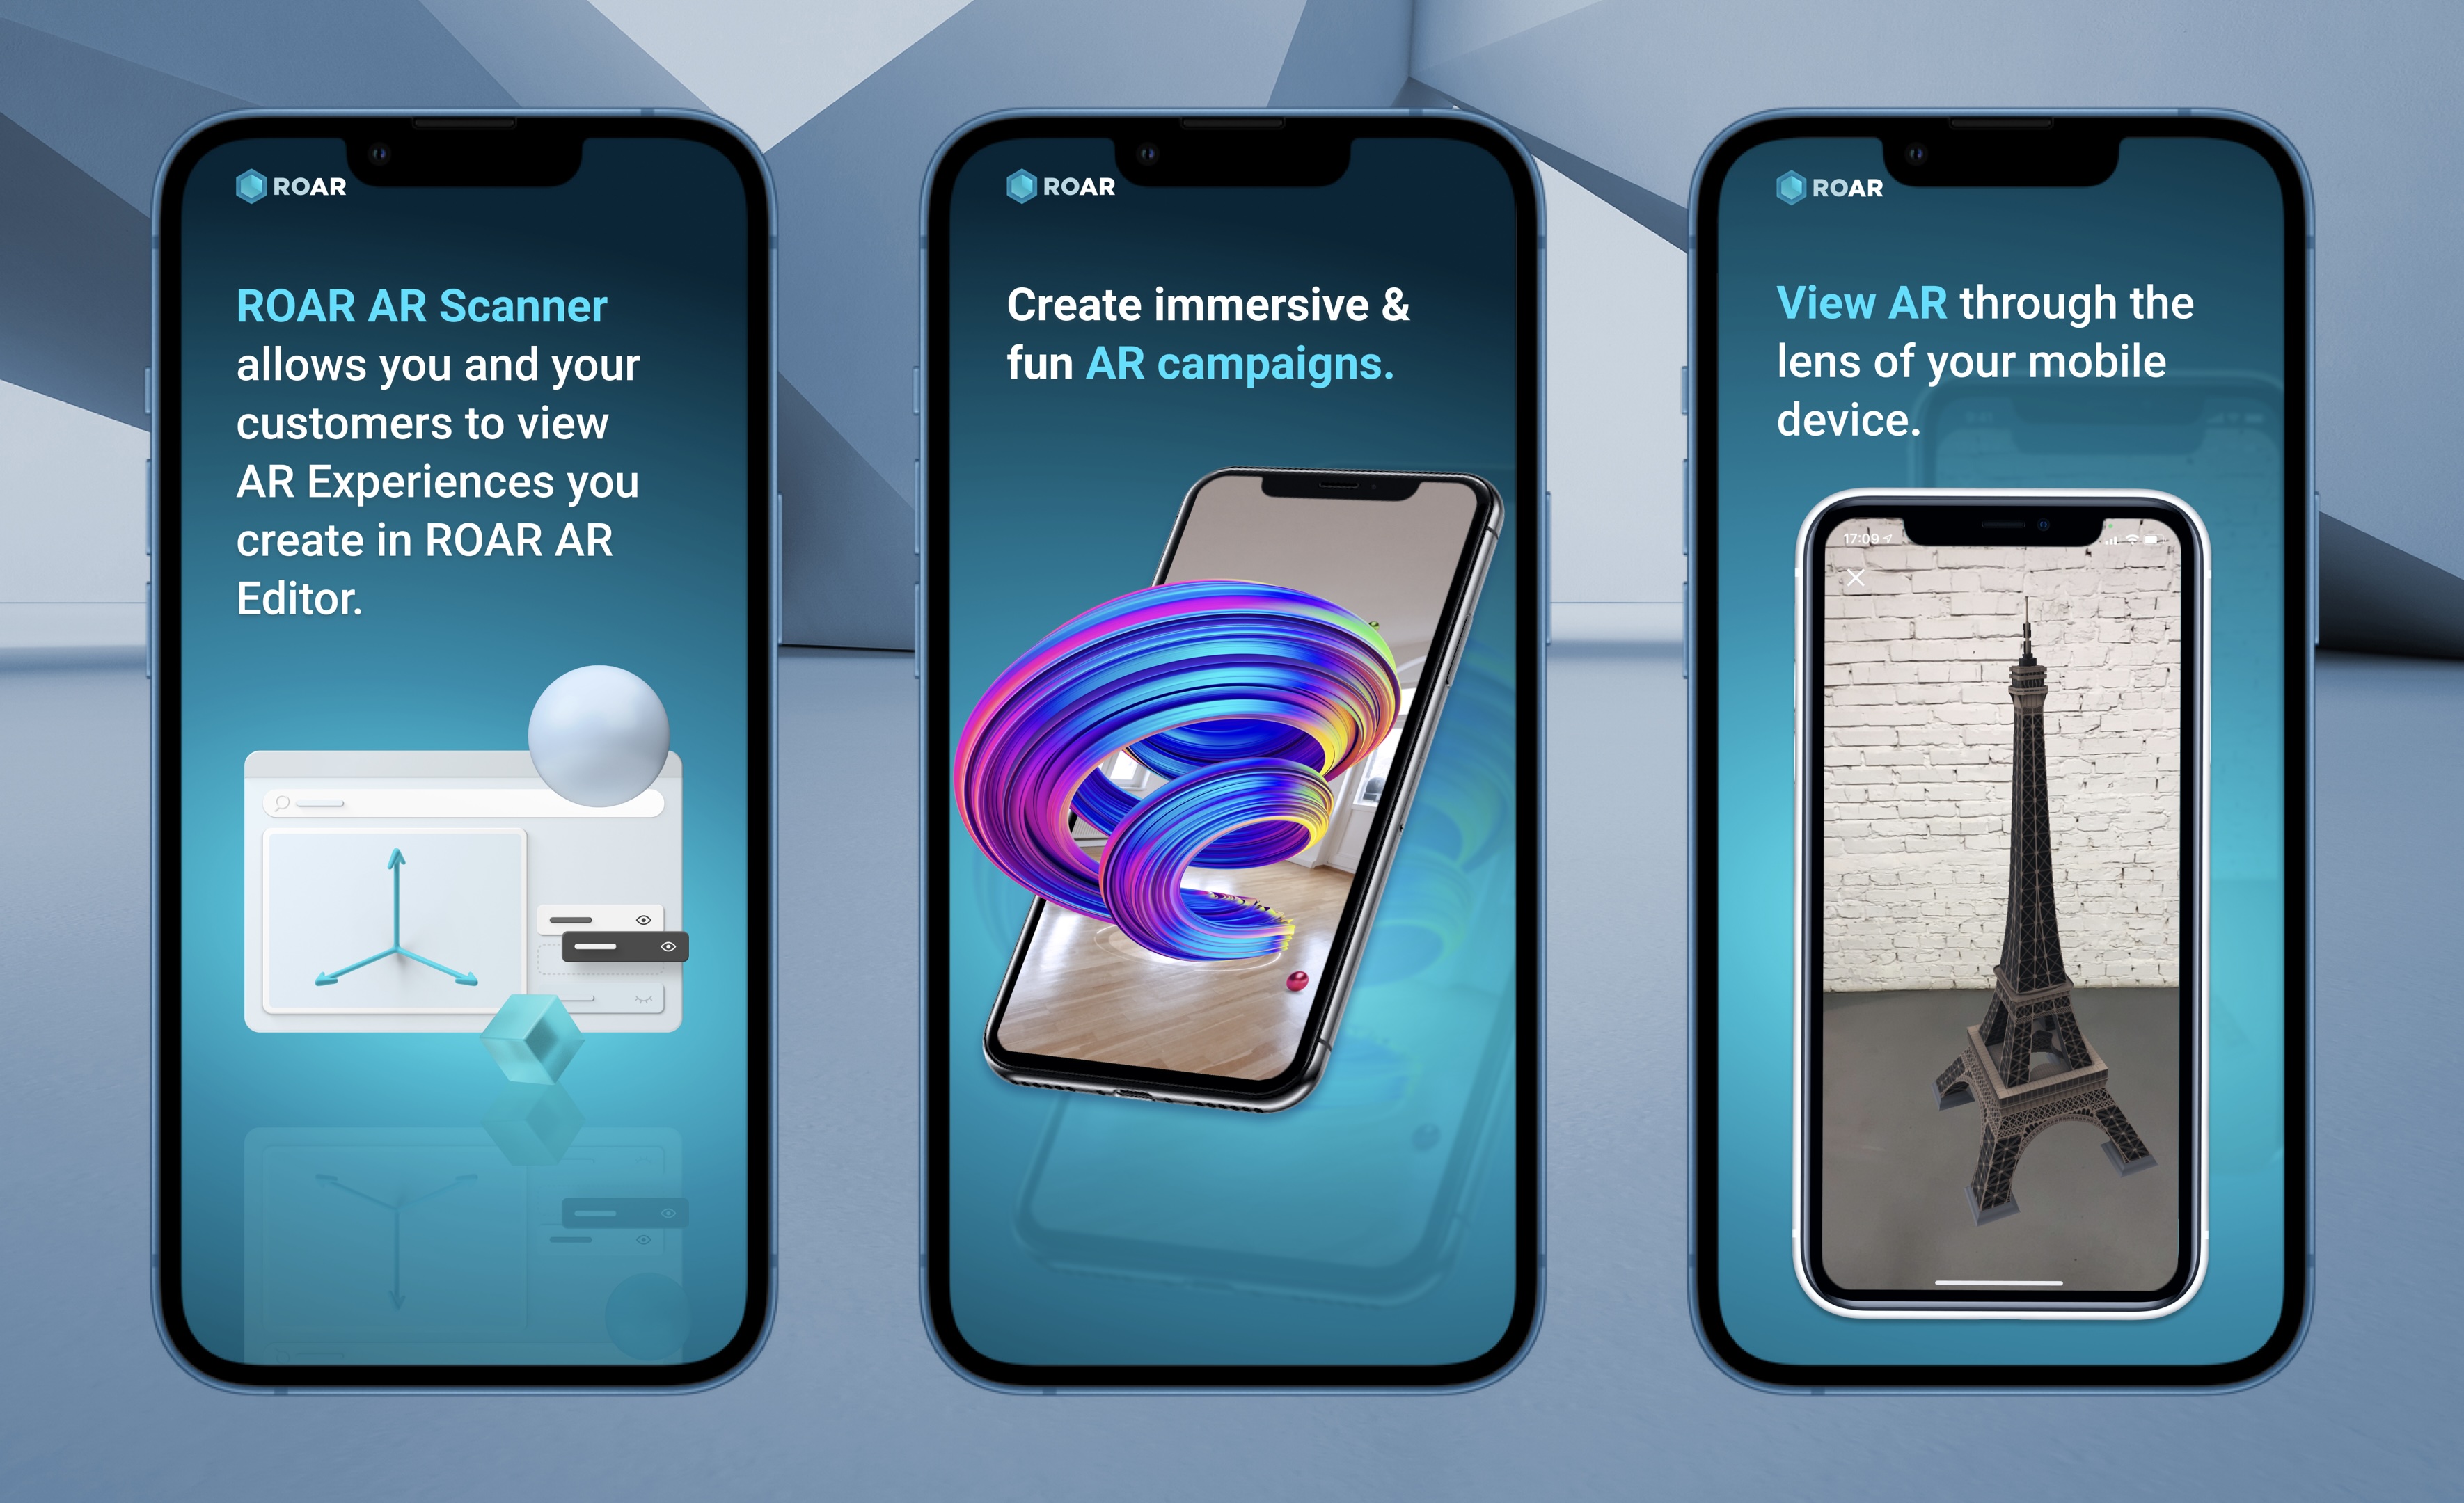 ROAR
ROAR AR Scanner
allows you and your
customers to view
AR Experiences you
create in ROAR AR
Editor.
ROAR
Create immersive &
fun AR campaigns.
ROAR
View AR through the
lens of your mobile
device.
17:09